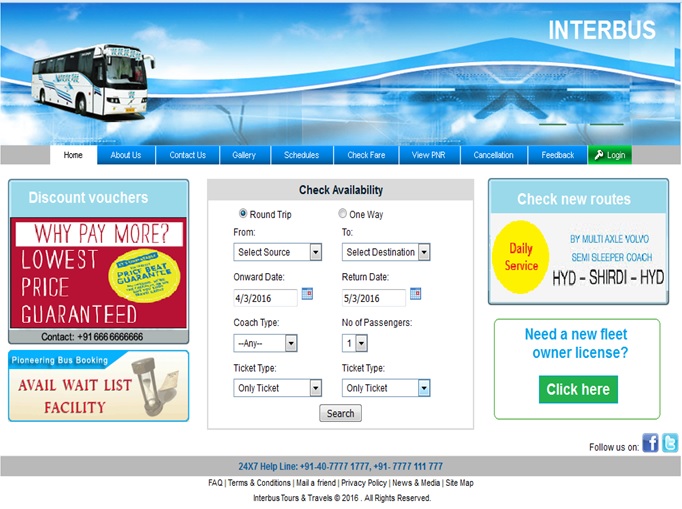 INTERBUS
Home About Us Contact Us Gallery Schedules Check Fare View PNR Cancellation Feedback Login
Discount vouchers
WHY PAY MORE?
LOWEST
PRICE
GUARANTEED
PRICE BEAT
GUARANTEE
Contact: +91 666 6666666
Pioneering Bus Booking
AVAIL WAIT LIST
FACILITY
Check Availability
Round Trip One Way
From: To:
Select Source Select Destination
Onward Date: Return Date:
4/3/2016 5/3/2016
Coach Type: No of Passengers:
--Any-- 1
Ticket Type: Ticket Type:
Only Ticket Only Ticket
Search
Check new routes
Daily
Service
BY MULTI AXLE VOLVO
SEMI SLEEPER COACH
HYD – SHIRDI – HYD
Need a new fleet
owner license?
Click here
Follow us on:
24X7 Help Line: +91-40-7777 1777, +91- 7777 111 777
FAQ | Terms & Conditions | Mail a friend | Privacy Policy | News & Media | Site Map
Interbus Tours & Travels © 2016 . All Rights Reserved.